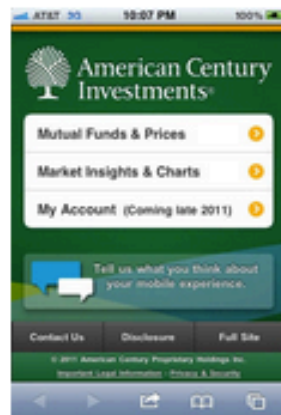 AT&T 3G 10:07 PM 100%
American Century
Investments®
Mutual Funds & Prices
Market Insights & Charts
My Account (Coming late 2011)
Tell us what you think about
your mobile experience.
Contact Us Disclosure Full Site
© 2011 American Century Proprietary Holdings Inc.
Important Legal Information - Privacy & Security